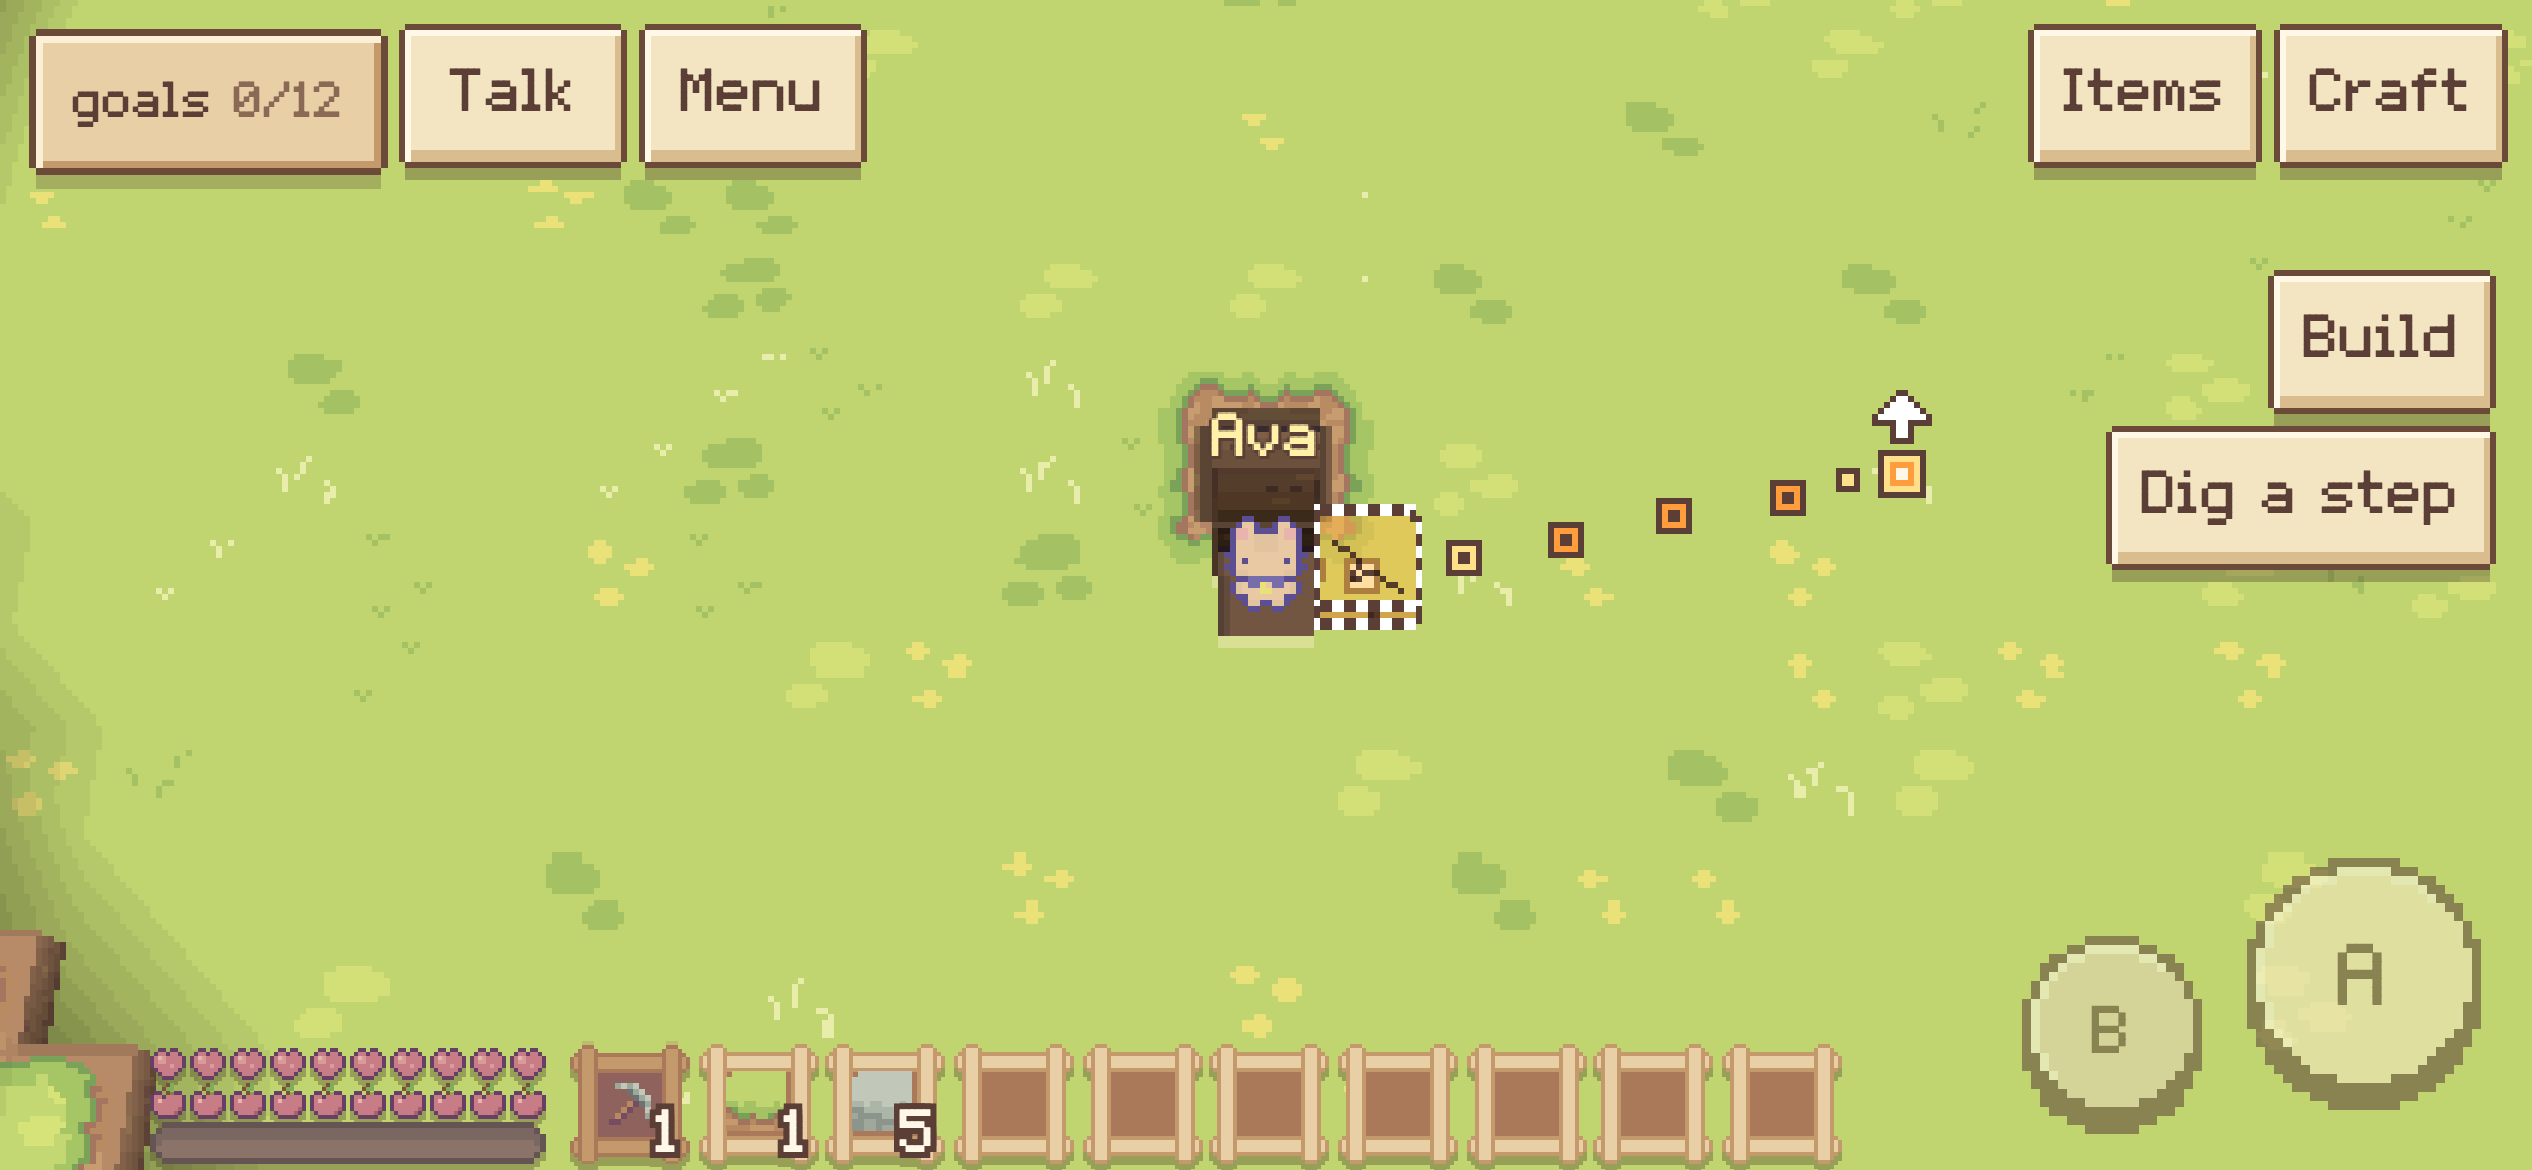 goals 0/12
Talk
Menu
Items
Craft
Build
Ava
Dig a step
A
B
1
1
5